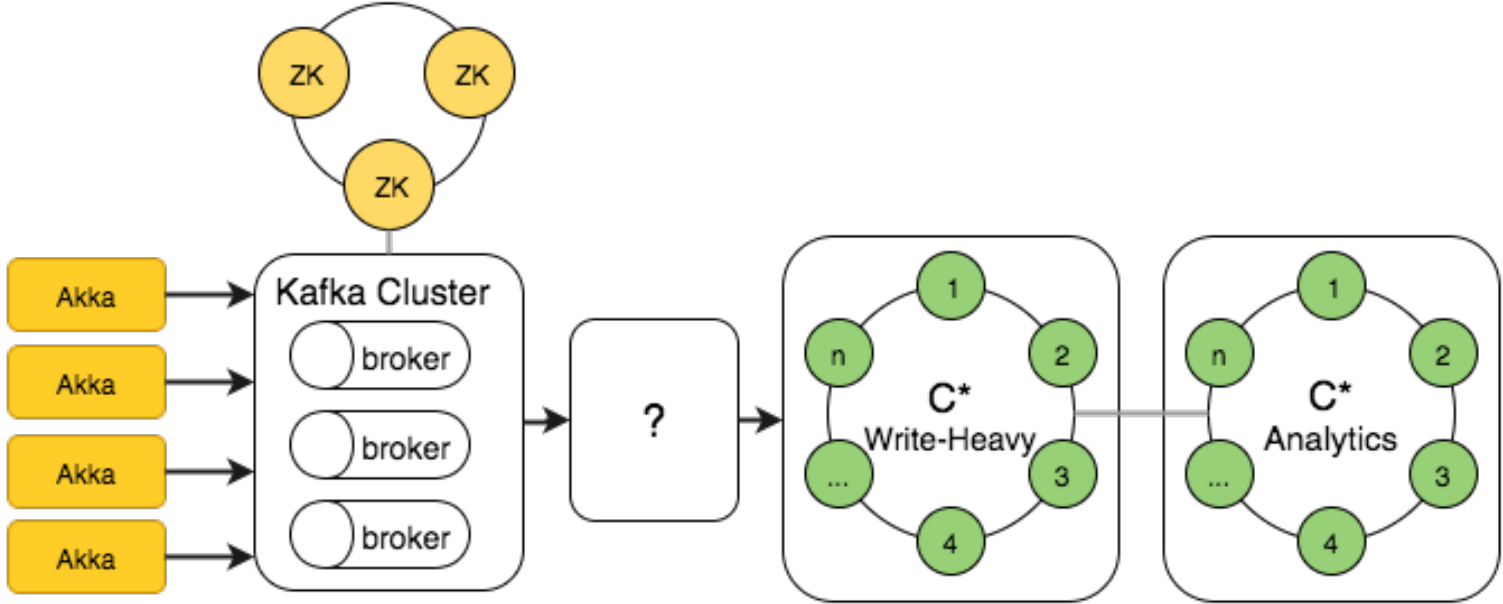 ZK
ZK
ZK
Akka
Akka
Akka
Akka
Kafka Cluster
broker
broker
broker
?
1
2
3
4
...
n
C*
Write-Heavy
1
2
3
4
...
n
C*
Analytics